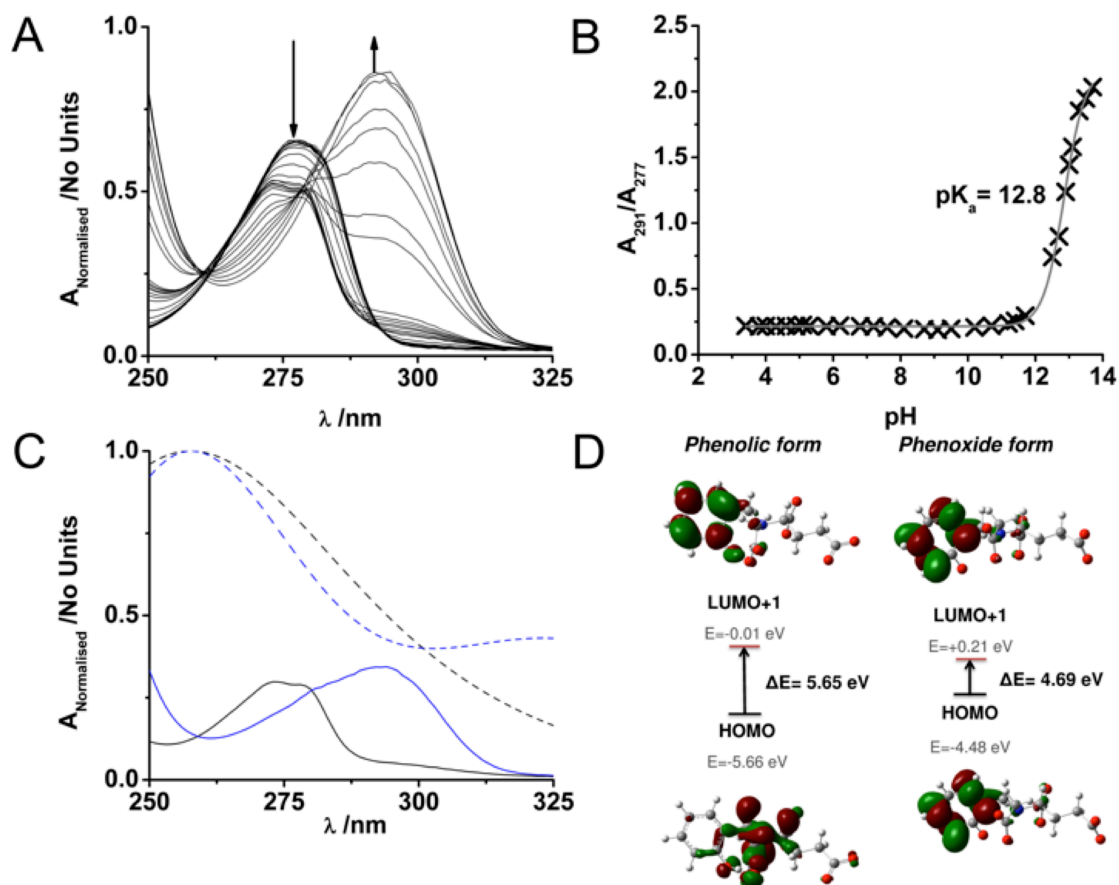 A
1.0
0.5
0.0
A Normalised /No Units
250 275 300 325
λ /nm
B
2.5
2.0
1.5
1.0
0.5
0.0
A291/A277
pKa = 12.8
2 4 6 8 10 12 14
pH
C
1.0
0.5
0.0
A Normalised /No Units
250 275 300 325
λ /nm
D
Phenolic form
Phenoxide form
LUMO+1
E=-0.01 eV
ΔE= 5.65 eV
HOMO
E=-5.66 eV
LUMO+1
E=+0.21 eV
ΔE= 4.69 eV
HOMO
E=-4.48 eV